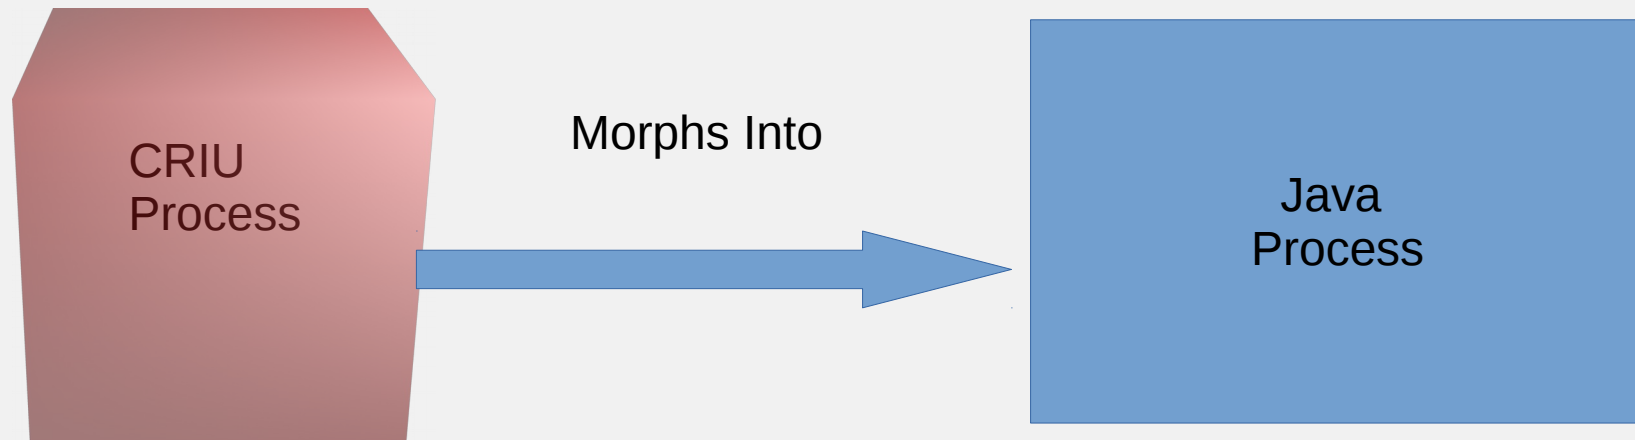 CRIU
Process
Morphs Into
Java
Process